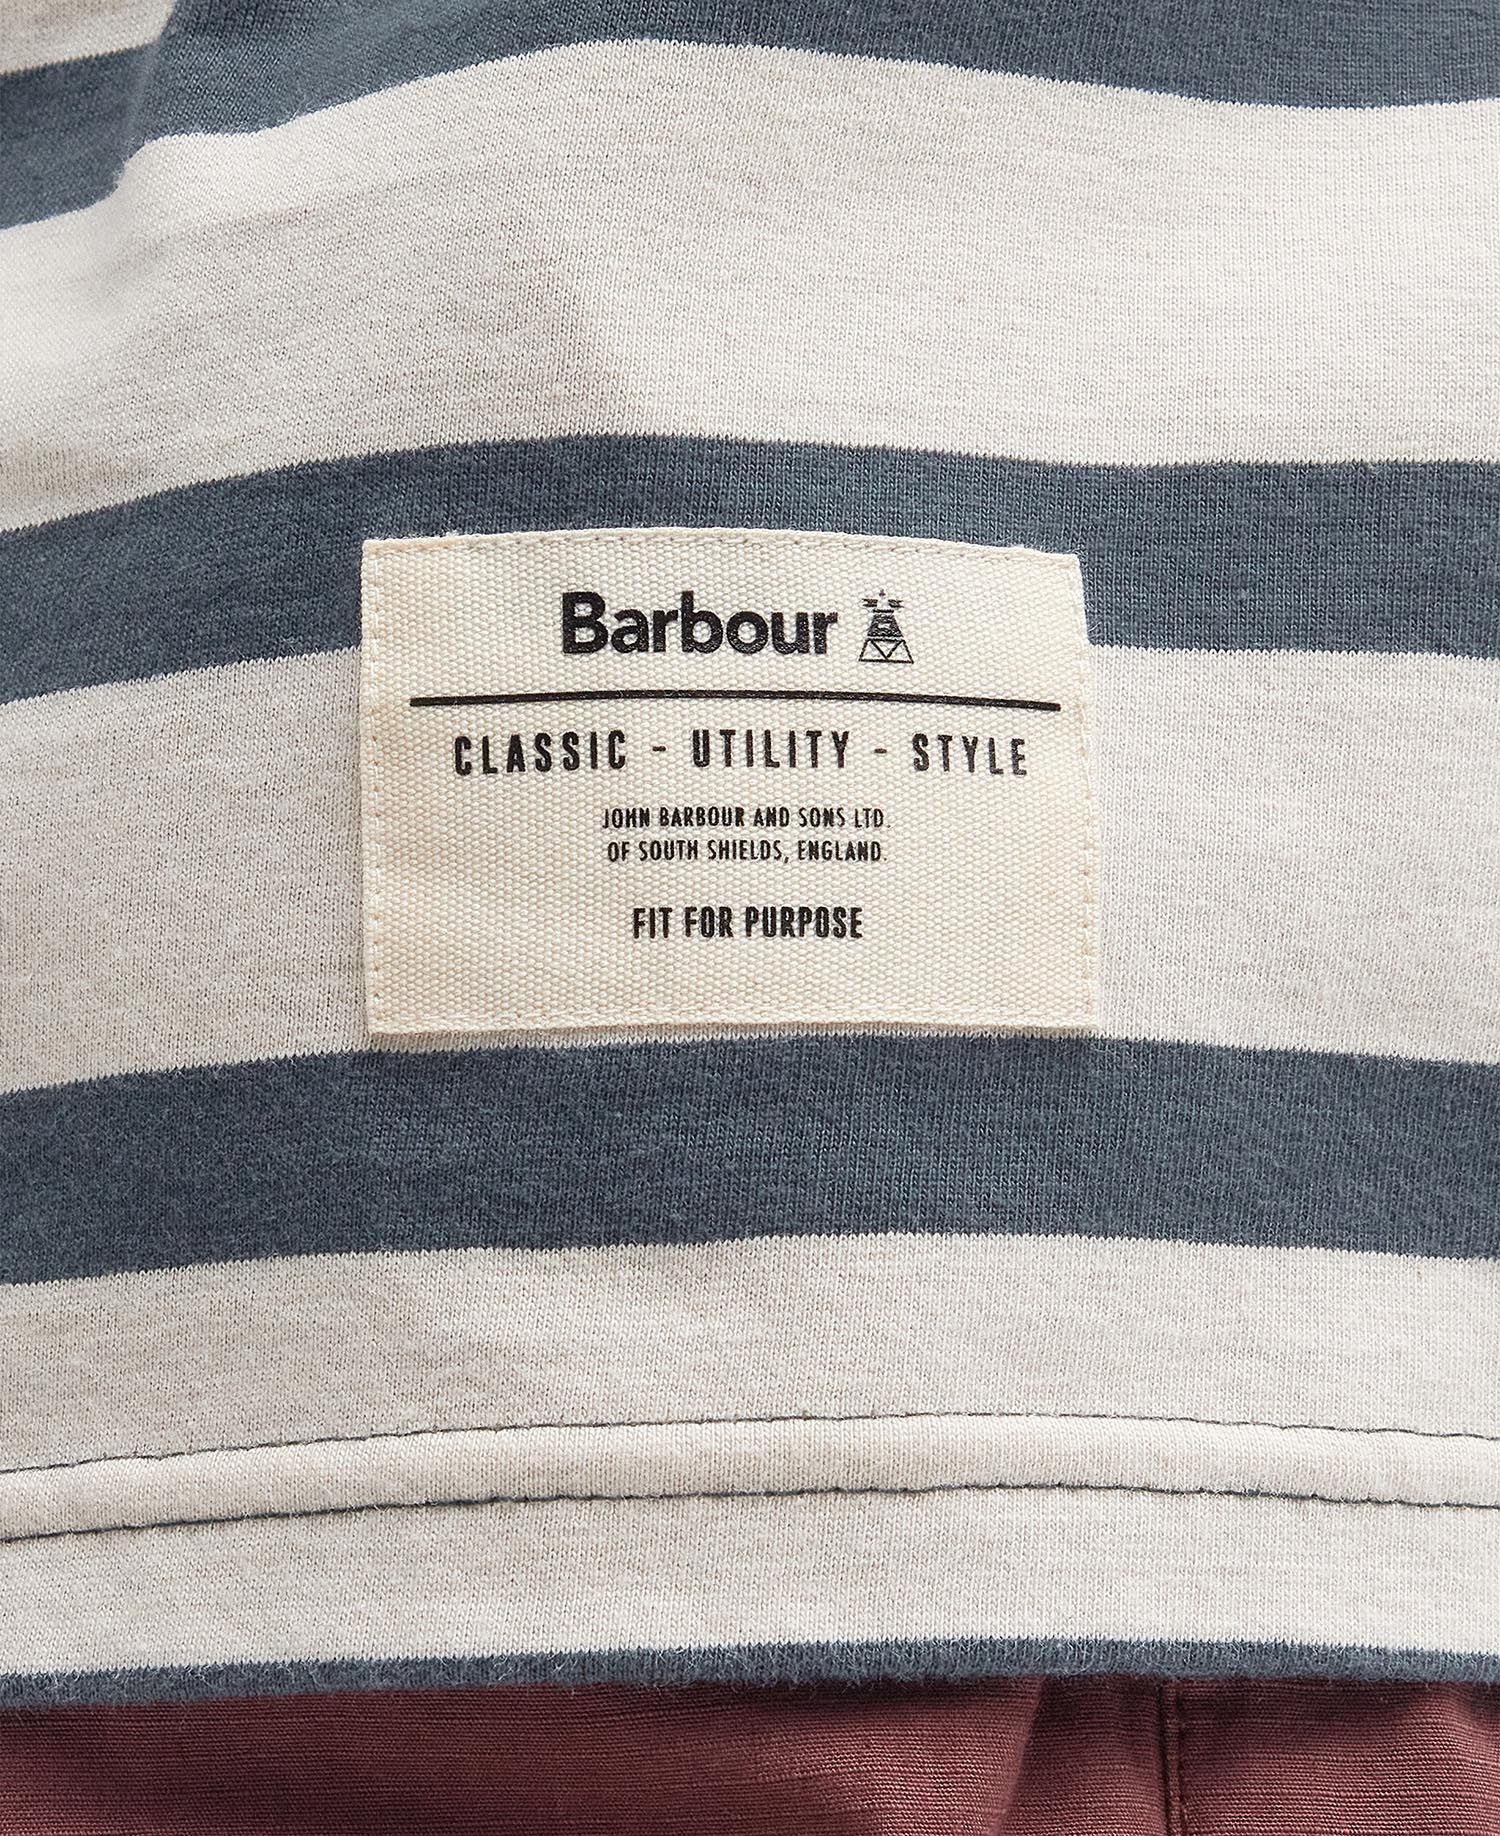 Barbour
CLASSIC - UTILITY - STYLE
JOHN BARBOUR AND SONS LTD.
OF SOUTH SHIELDS, ENGLAND.
FIT FOR PURPOSE